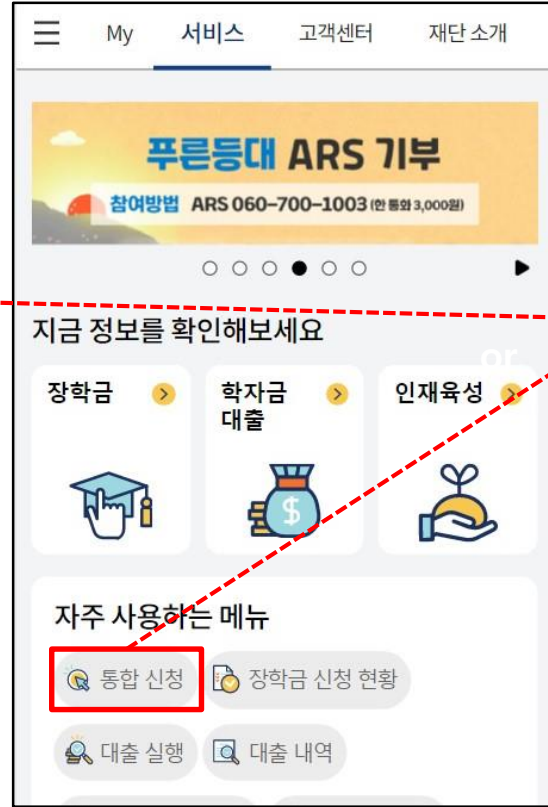 My 서비스 고객센터 재단 소개
푸른등대 ARS 기부
참여방법 ARS 060-700-1003 (한 통화 3,000원)
지금 정보를 확인해보세요
or
장학금 학자금 인재육성
대출
자주 사용하는 메뉴
통합 신청 장학금 신청 현황
대출 실행 대출 내역